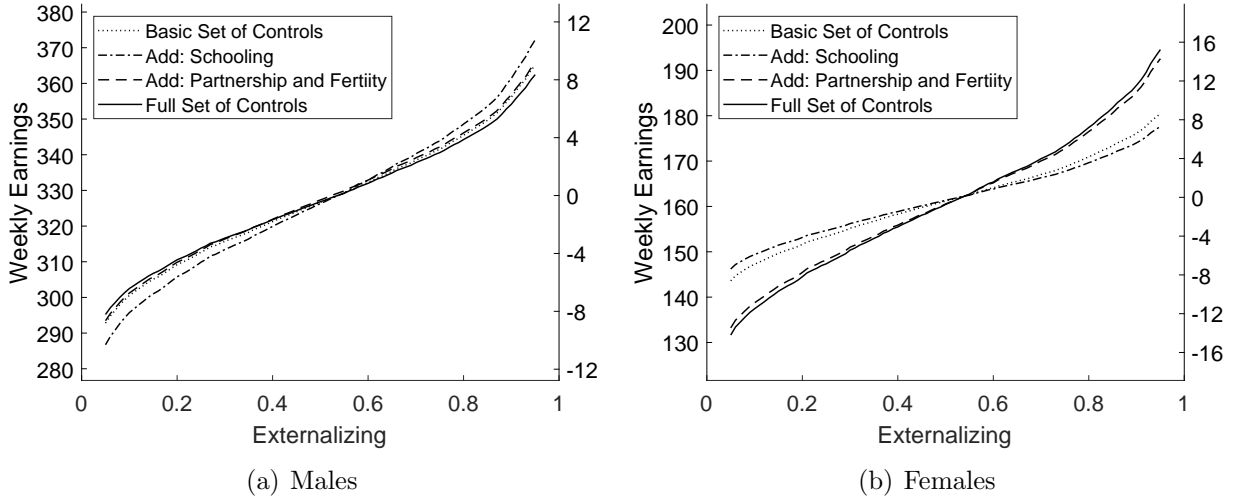 380
370
360
350
340
330
320
310
300
290
280
Weekly Earnings
Basic Set of Controls
Add: Schooling
Add: Partnership and Fertiity
Full Set of Controls
12
8
4
0
-4
-8
-12
0 0.2 0.4 0.6 0.8 1
Externalizing
(a) Males
200
190
180
170
160
150
140
130
Weekly Earnings
Basic Set of Controls
Add: Schooling
Add: Partnership and Fertiity
Full Set of Controls
16
12
8
4
0
-4
-8
-12
-16
0 0.2 0.4 0.6 0.8 1
Externalizing
(b) Females